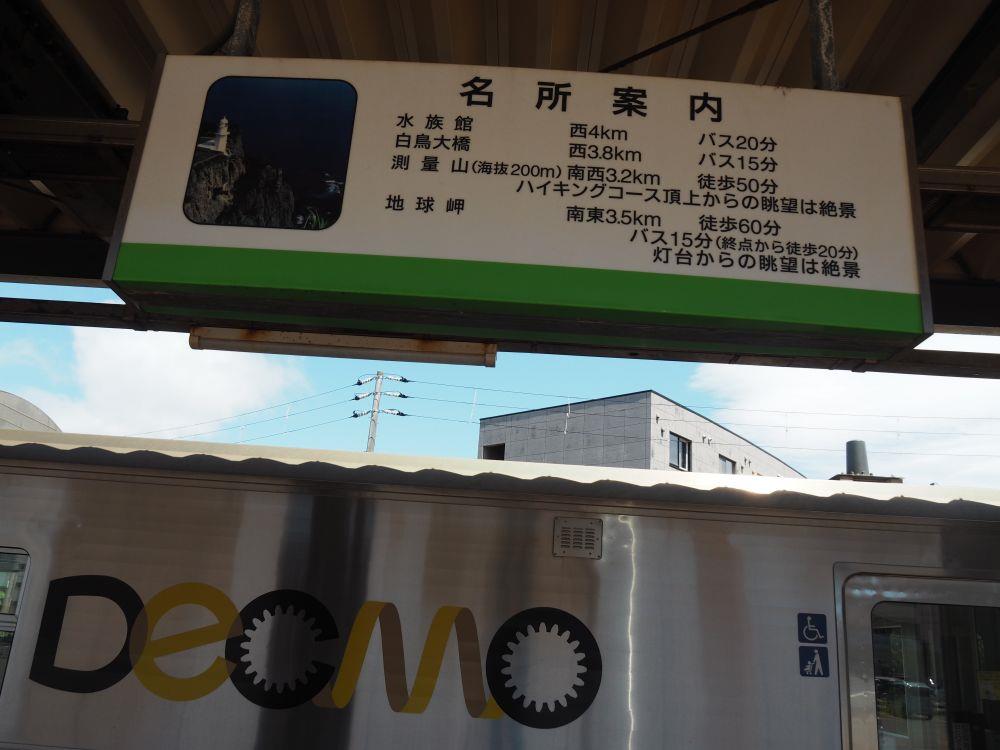 名所案内
水族館 西4km バス20分
白鳥大橋 西3.8km バス15分
測量山(海抜200m) 南西3.2km 徒歩50分
ハイキングコース頂上からの眺望は絶景
地球岬 南東3.5km 徒歩60分
バス15分(終点から徒歩20分)
灯台からの眺望は絶景
DECMO